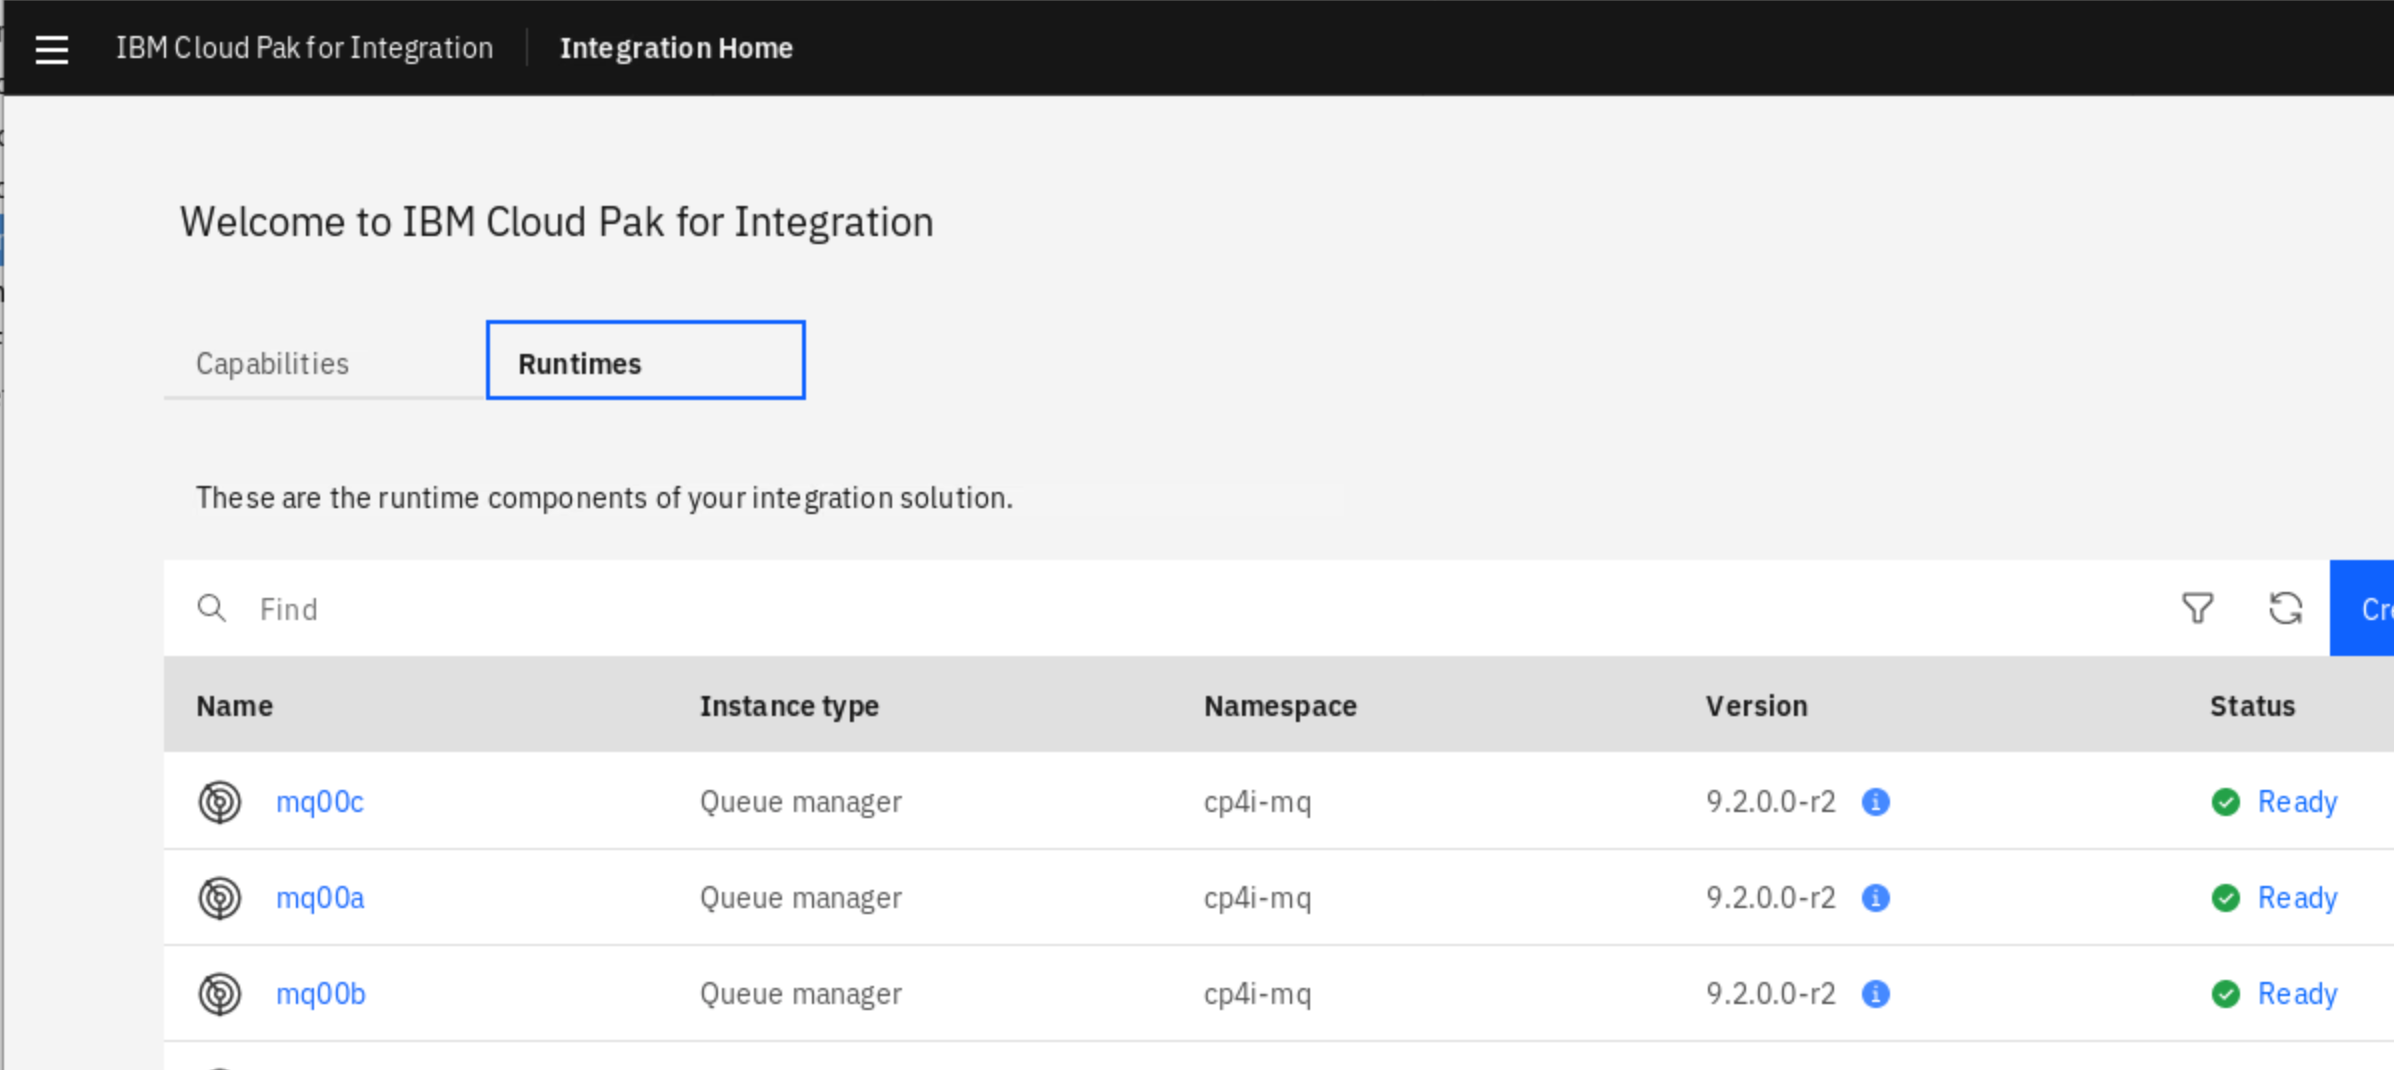 IBM Cloud Pak for Integration Integration Home
Welcome to IBM Cloud Pak for Integration
Capabilities Runtimes
These are the runtime components of your integration solution.
Find
Name Instance type Namespace Version Status
mq00c Queue manager cp4i-mq 9.2.0.0-r2 Ready
mq00a Queue manager cp4i-mq 9.2.0.0-r2 Ready
mq00b Queue manager cp4i-mq 9.2.0.0-r2 Ready